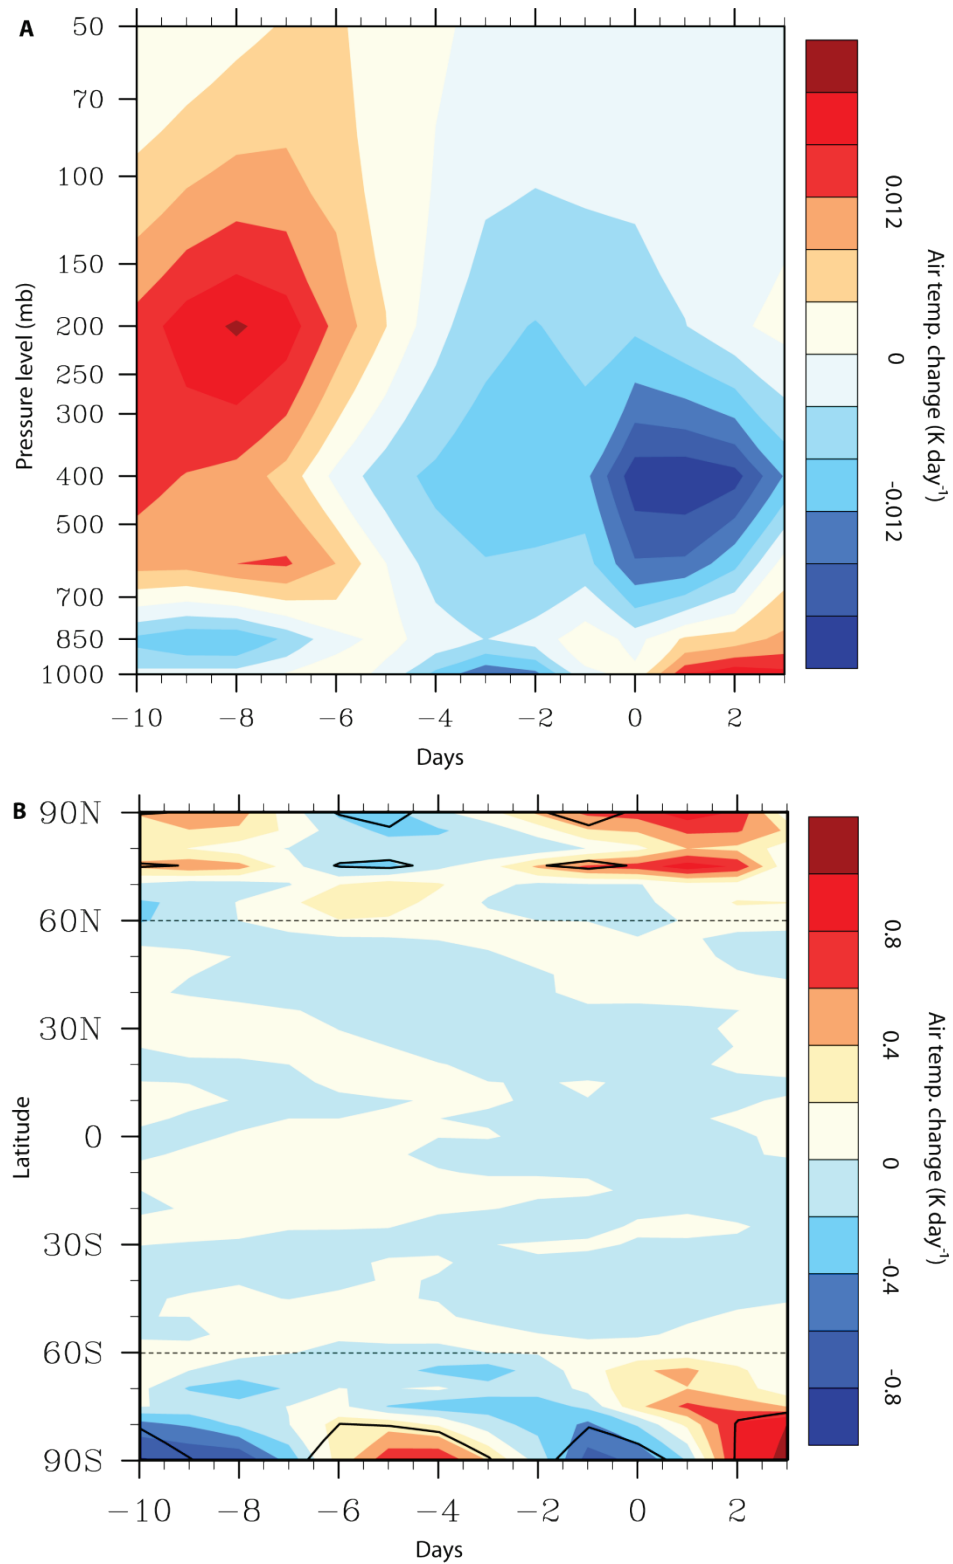 A
50
70
100
150
200
250
300
400
500
700
850
1000
Pressure level (mb)
−10 −8 −6 −4 −2 0 2
Days
0.012
0
-0.012
Air temp. change (K day-1)
B
90N
60N
30N
0
30S
60S
90S
Latitude
−10 −8 −6 −4 −2 0 2
Days
0.8
0.4
0
-0.4
-0.8
Air temp. change (K day-1)